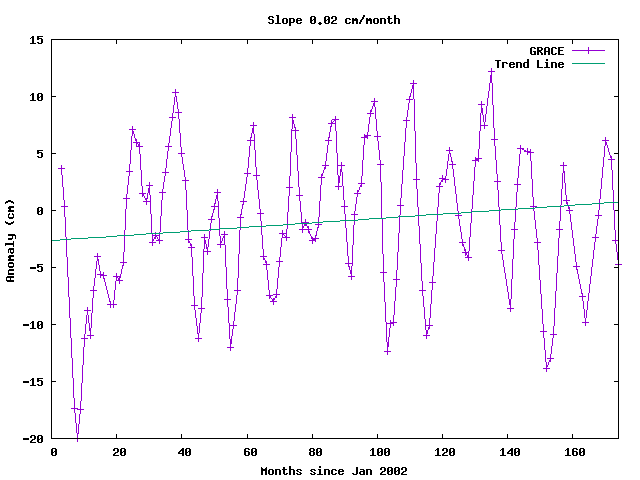 Slope 0.02 cm/month
GRACE
Trend Line
15
10
5
0
-5
-10
-15
-20
Anomaly (cm)
0 20 40 60 80 100 120 140 160
Months since Jan 2002